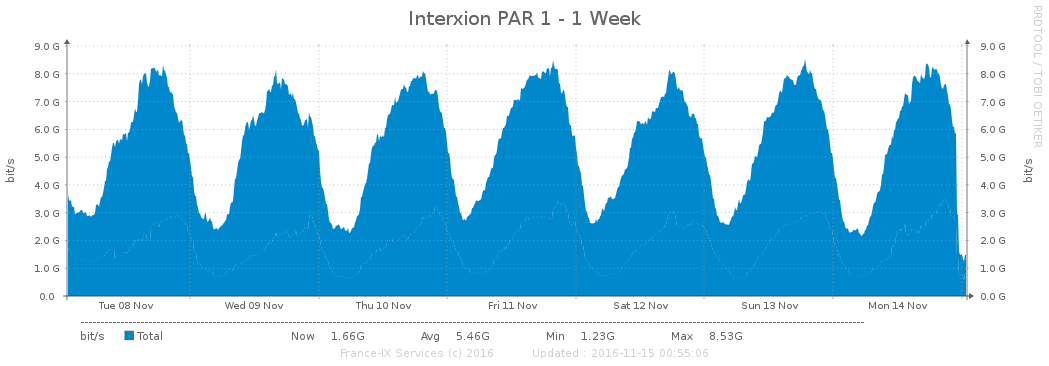 Interxion PAR 1 - 1 Week
RRDTOOL / TOBI OETIKER
9.0 G 9.0 G
8.0 G 8.0 G
7.0 G 7.0 G
6.0 G 6.0 G
5.0 G 5.0 G
4.0 G 4.0 G
3.0 G 3.0 G
2.0 G 2.0 G
1.0 G 1.0 G
0.0 0.0 G
bit/s bit/s
Tue 08 Nov Wed 09 Nov Thu 10 Nov Fri 11 Nov Sat 12 Nov Sun 13 Nov Mon 14 Nov
bit/s Total Now 1.66G Avg 5.46G Min 1.23G Max 8.53G
France-IX Services (c) 2016 Updated : 2016-11-15 00:55:06